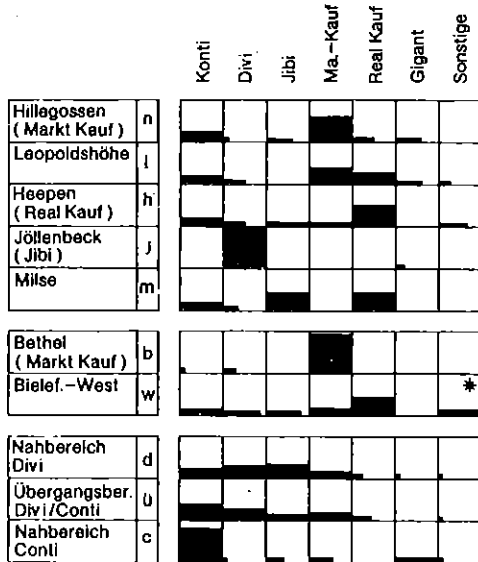 Konti
Divi
Jibi
Ma.-Kauf
Real Kauf
Gigant
Sonstige
Hillegossen
( Markt Kauf )
n
Leopoldshöhe
l
Heepen
( Real Kauf )
h
Jöllenbeck
( Jibi )
j
Milse
m
Bethel
( Markt Kauf )
b
Bielef.-West
w
*
Nahbereich
Divi
d
Übergangsber.
Divi/Conti
ü
Nahbereich
Conti
c